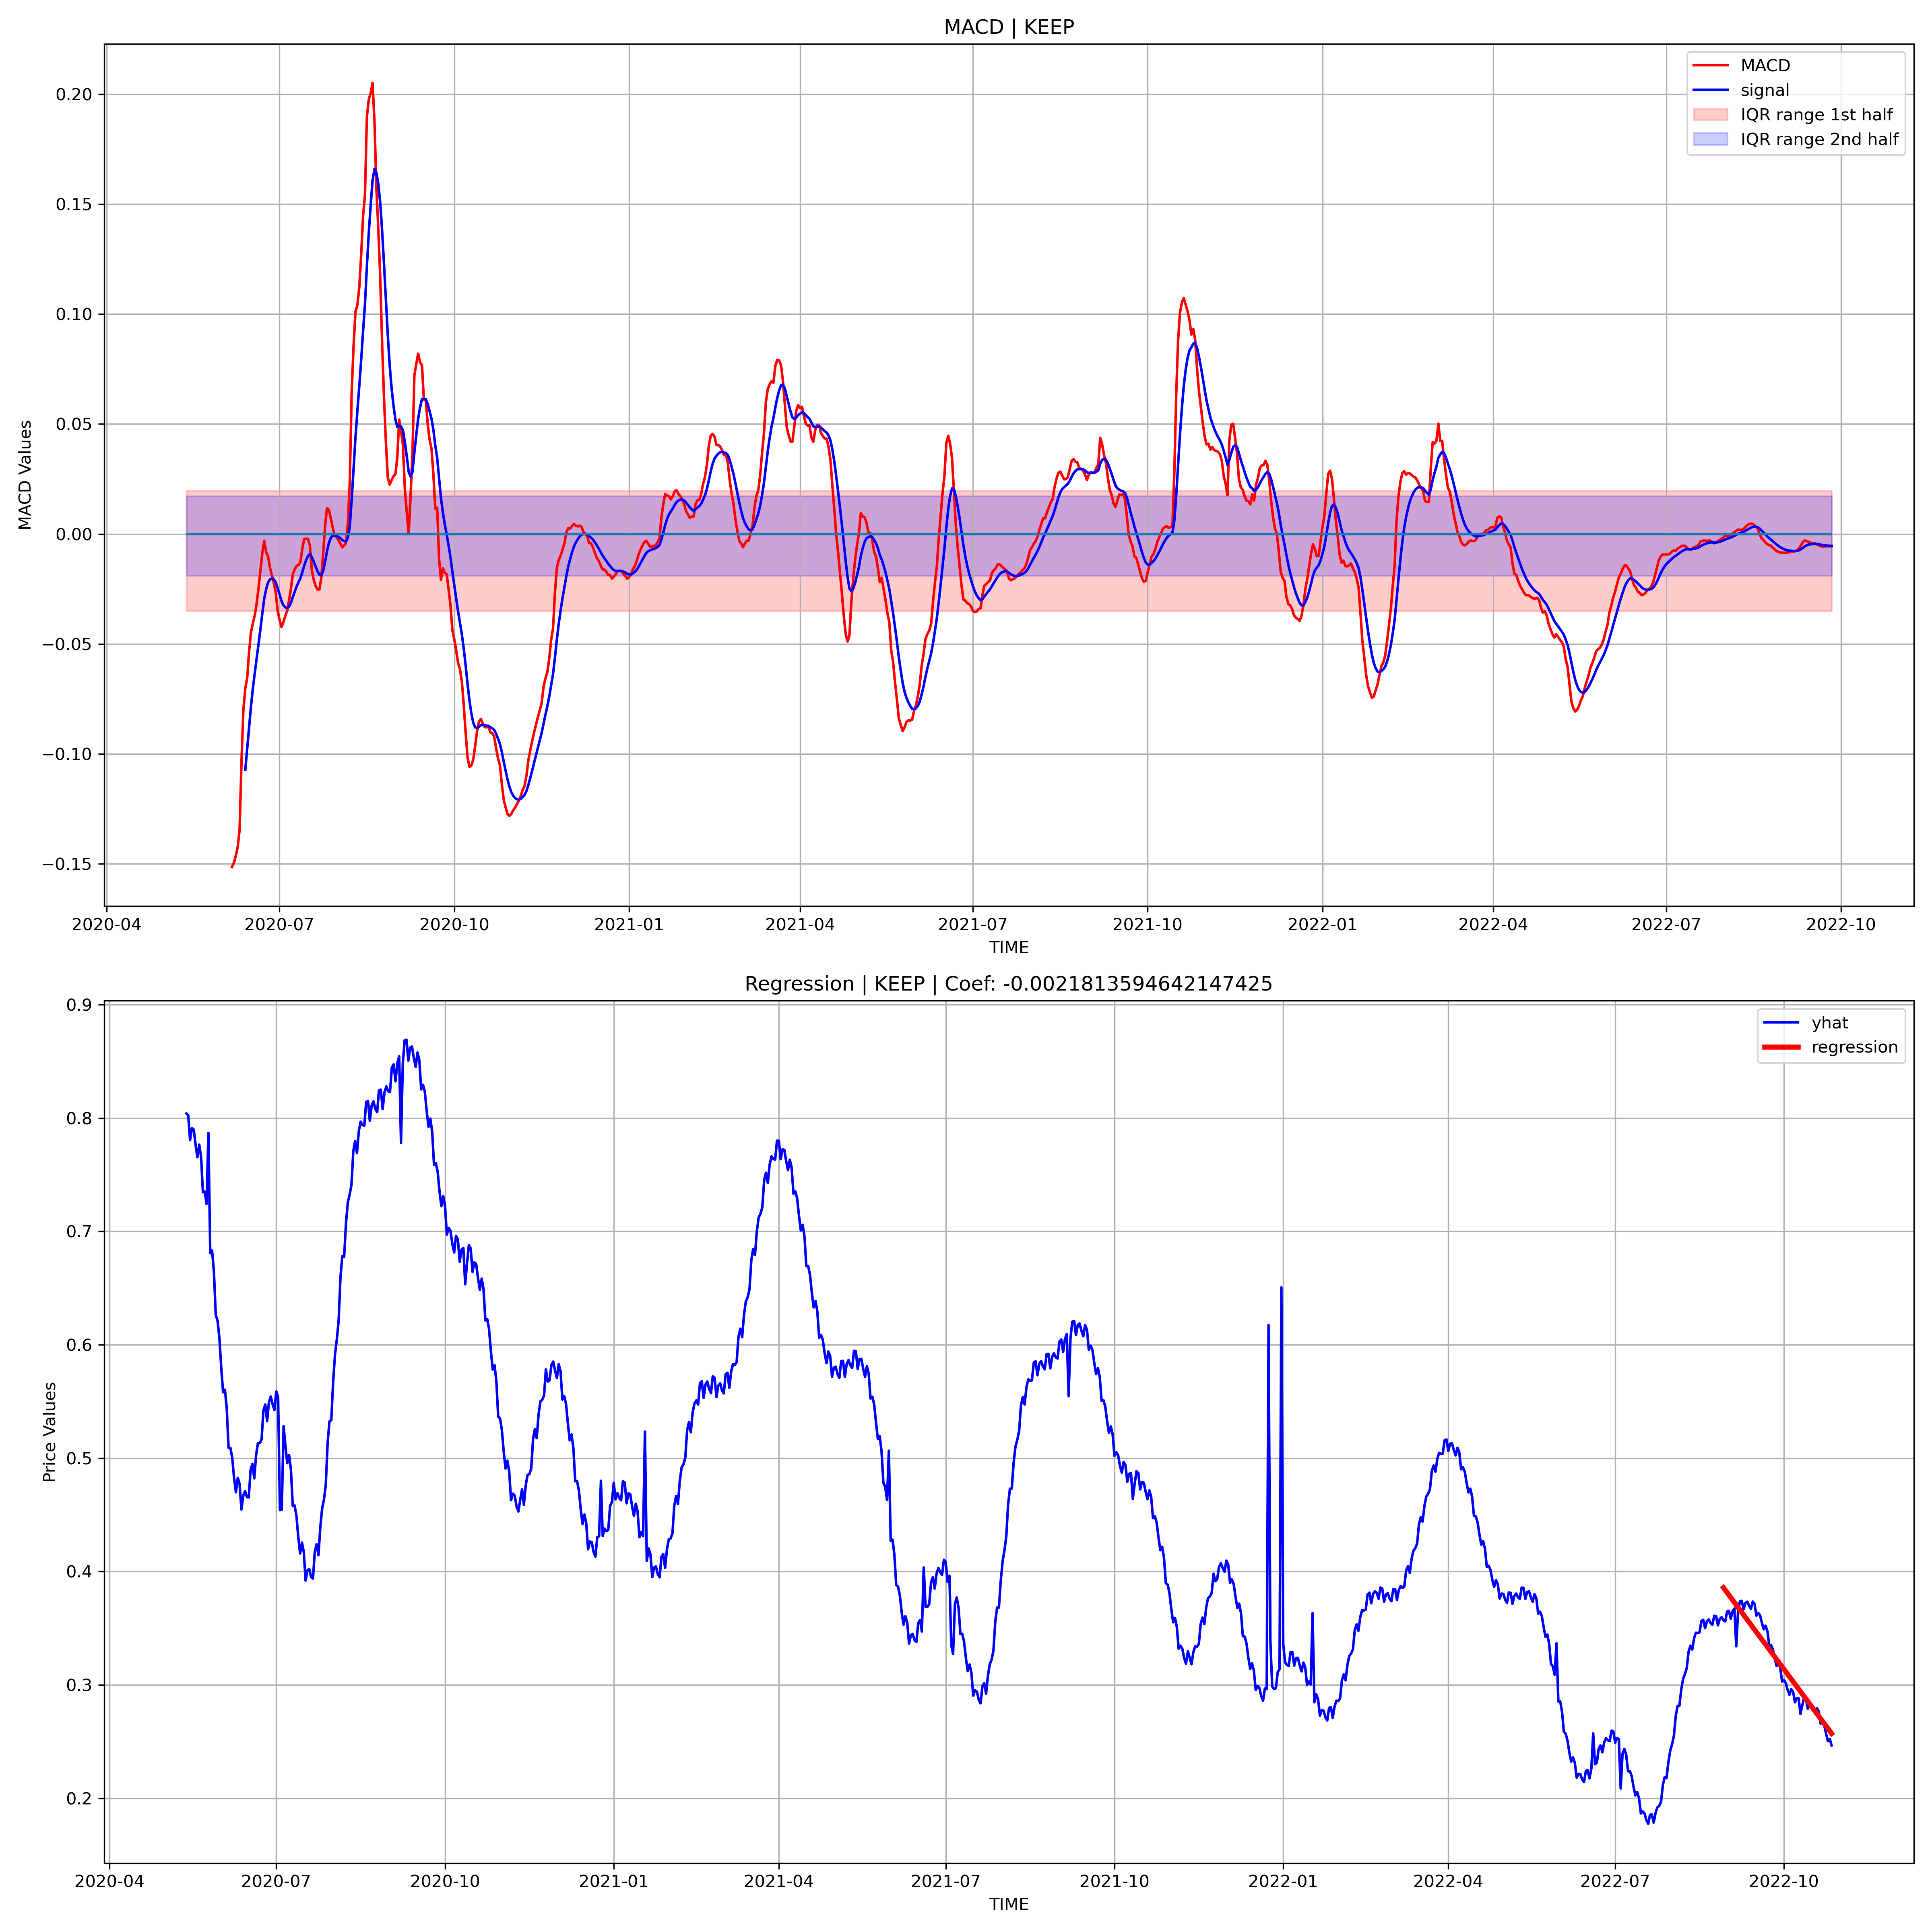 MACD | KEEP
MACD
signal
IQR range 1st half
IQR range 2nd half
MACD Values
0.20
0.15
0.10
0.05
0.00
−0.05
−0.10
−0.15
2020-04 2020-07 2020-10 2021-01 2021-04 2021-07 2021-10 2022-01 2022-04 2022-07 2022-10
TIME
Regression | KEEP | Coef: -0.0021813594642147425
yhat
regression
Price Values
0.9
0.8
0.7
0.6
0.5
0.4
0.3
0.2
2020-04 2020-07 2020-10 2021-01 2021-04 2021-07 2021-10 2022-01 2022-04 2022-07 2022-10
TIME